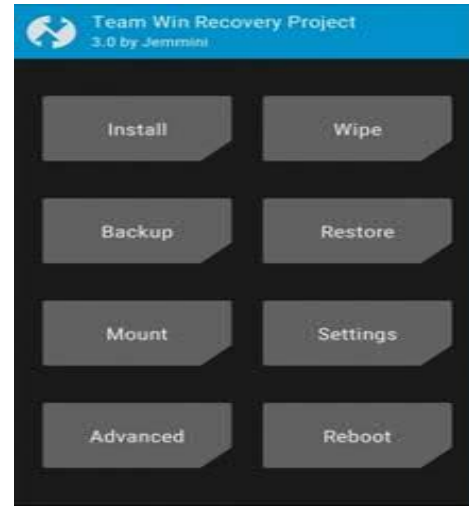 Team Win Recovery Project
3.0 by Jemmini
Install
Wipe
Backup
Restore
Mount
Settings
Advanced
Reboot